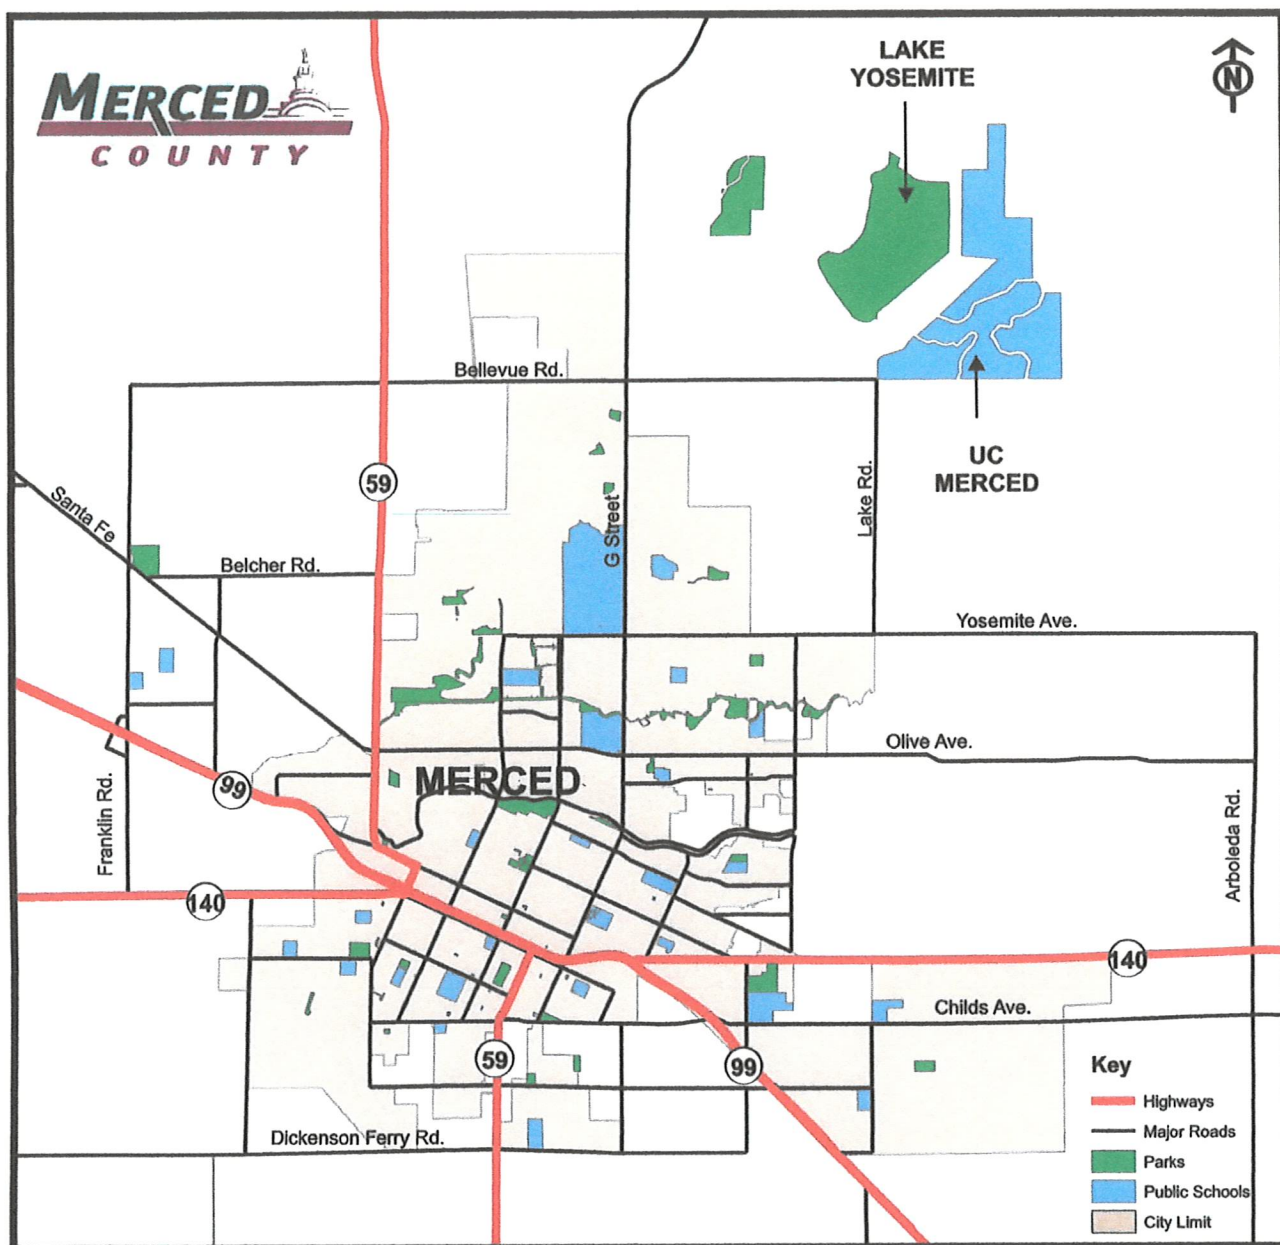 MERCED
COUNTY
LAKE
YOSEMITE
N
Bellevue Rd.
UC
MERCED
59
Santa Fe
G Street
Lake Rd.
Belcher Rd.
Yosemite Ave.
Olive Ave.
MERCED
99
Franklin Rd.
Arboleda Rd.
140
140
Childs Ave.
59
99
Dickenson Ferry Rd.
Key
Highways
Major Roads
Parks
Public Schools
City Limit